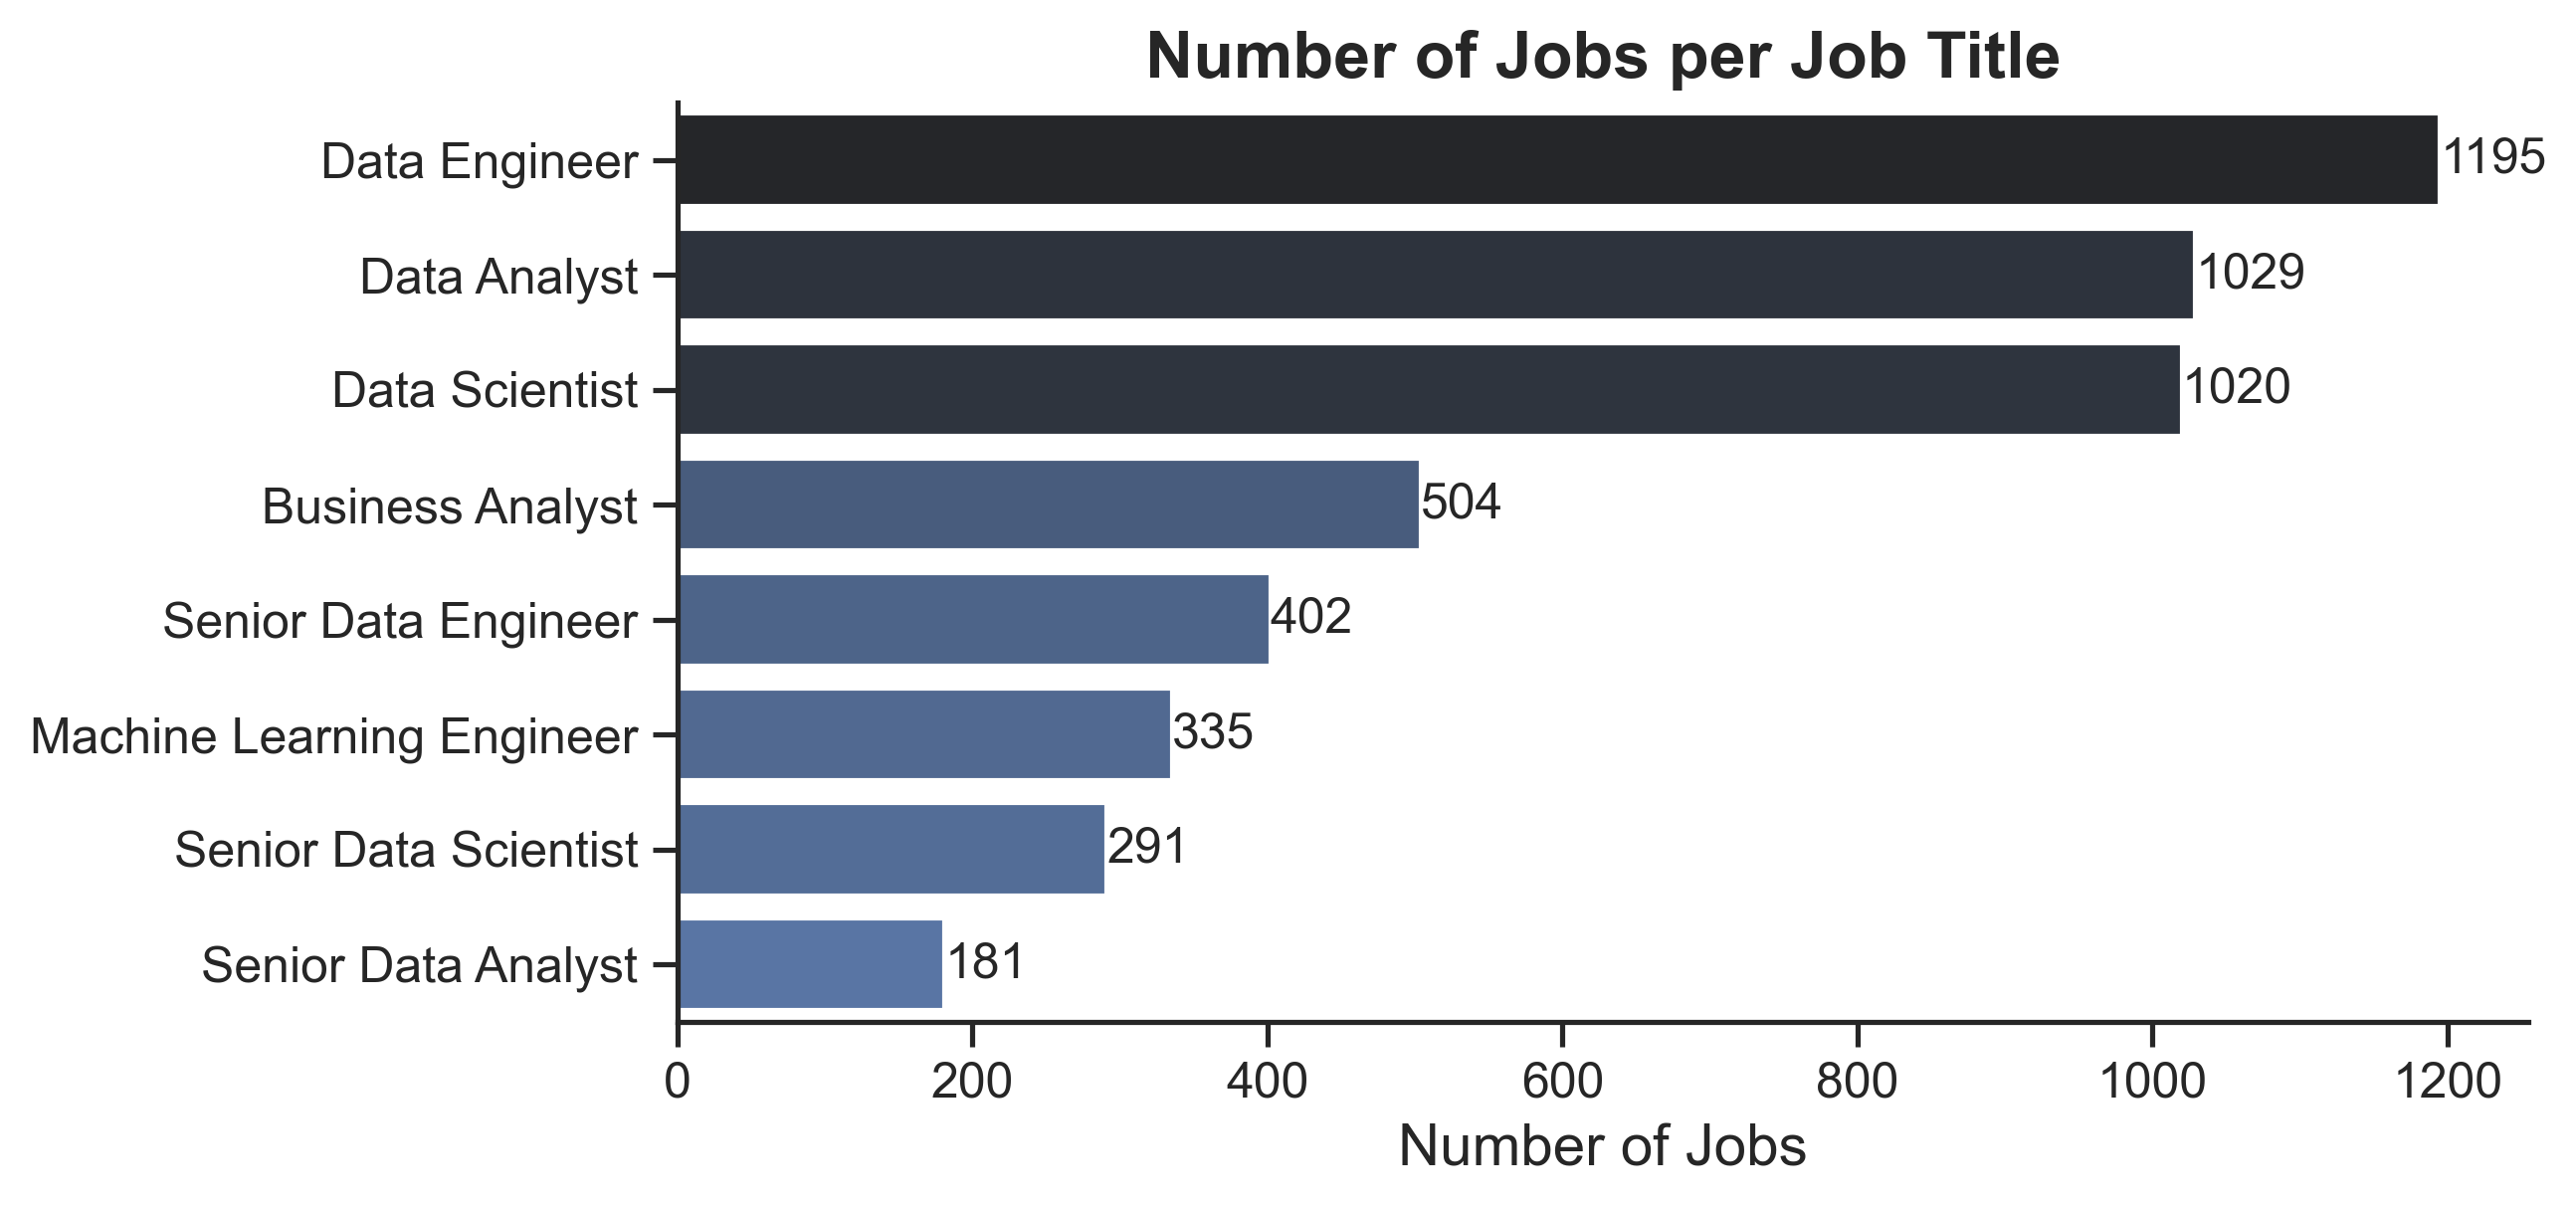 Number of Jobs per Job Title
Data Engineer 1195
Data Analyst 1029
Data Scientist 1020
Business Analyst 504
Senior Data Engineer 402
Machine Learning Engineer 335
Senior Data Scientist 291
Senior Data Analyst 181
0 200 400 600 800 1000 1200
Number of Jobs